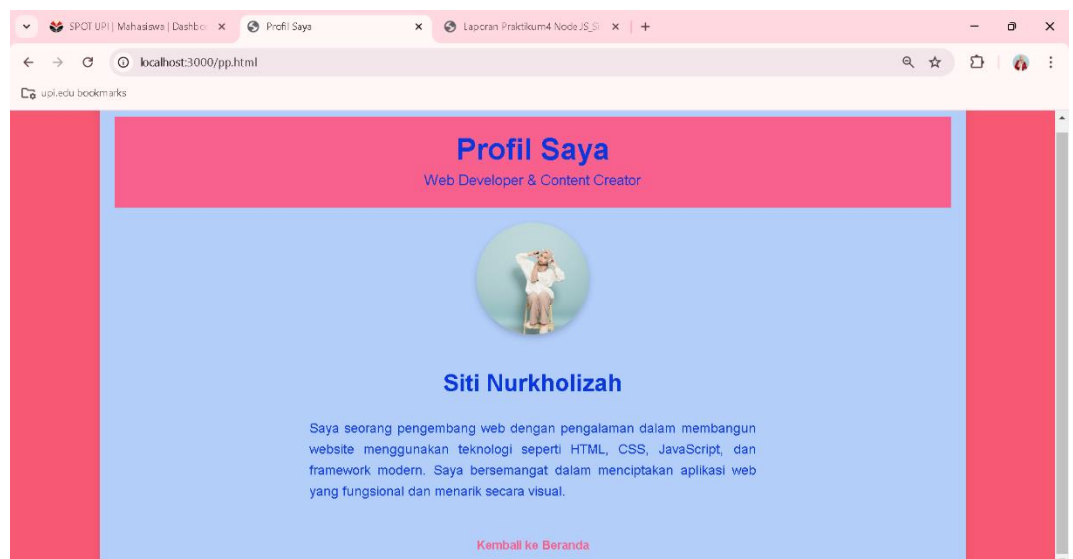 SPOT UPI | Mahasiswa | Dashbo
Profil Saya
Laporan Praktikum4 Node JS_Si
localhost:3000/pp.html
upi.edu bookmarks
Profil Saya
Web Developer & Content Creator
Siti Nurkholizah
Saya seorang pengembang web dengan pengalaman dalam membangun
website menggunakan teknologi seperti HTML, CSS, JavaScript, dan
framework modern. Saya bersemangat dalam menciptakan aplikasi web
yang fungsional dan menarik secara visual.
Kembali ke Beranda